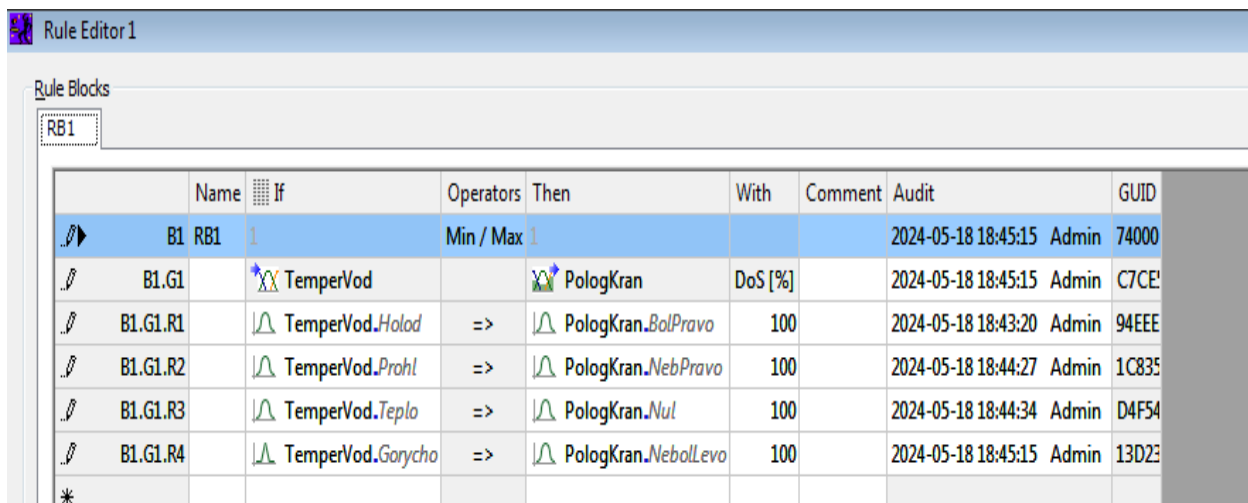 Rule Editor 1
Rule Blocks
RB1
Name If Operators Then With Comment Audit GUID
B1 RB1 1 Min / Max 1 2024-05-18 18:45:15 Admin 74000
B1.G1 TemperVod PologKran DoS [%] 2024-05-18 18:45:15 Admin C7CE
B1.G1.R1 TemperVod.Holod => PologKran.BolPravo 100 2024-05-18 18:43:20 Admin 94EEE
B1.G1.R2 TemperVod.Prohl => PologKran.NebPravo 100 2024-05-18 18:44:27 Admin 1C835
B1.G1.R3 TemperVod.Teplo => PologKran.Nul 100 2024-05-18 18:44:34 Admin D4F54
B1.G1.R4 TemperVod.Gorycho => PologKran.NebolLevo 100 2024-05-18 18:45:15 Admin 13D23